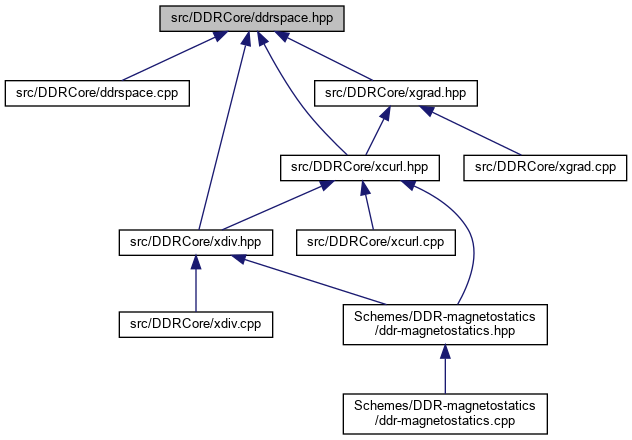 src/DDRCore/ddrspace.hpp
src/DDRCore/ddrspace.cpp
src/DDRCore/xgrad.hpp
src/DDRCore/xcurl.hpp
src/DDRCore/xgrad.cpp
src/DDRCore/xdiv.hpp
src/DDRCore/xcurl.cpp
src/DDRCore/xdiv.cpp
Schemes/DDR-magnetostatics
/ddr-magnetostatics.hpp
Schemes/DDR-magnetostatics
/ddr-magnetostatics.cpp